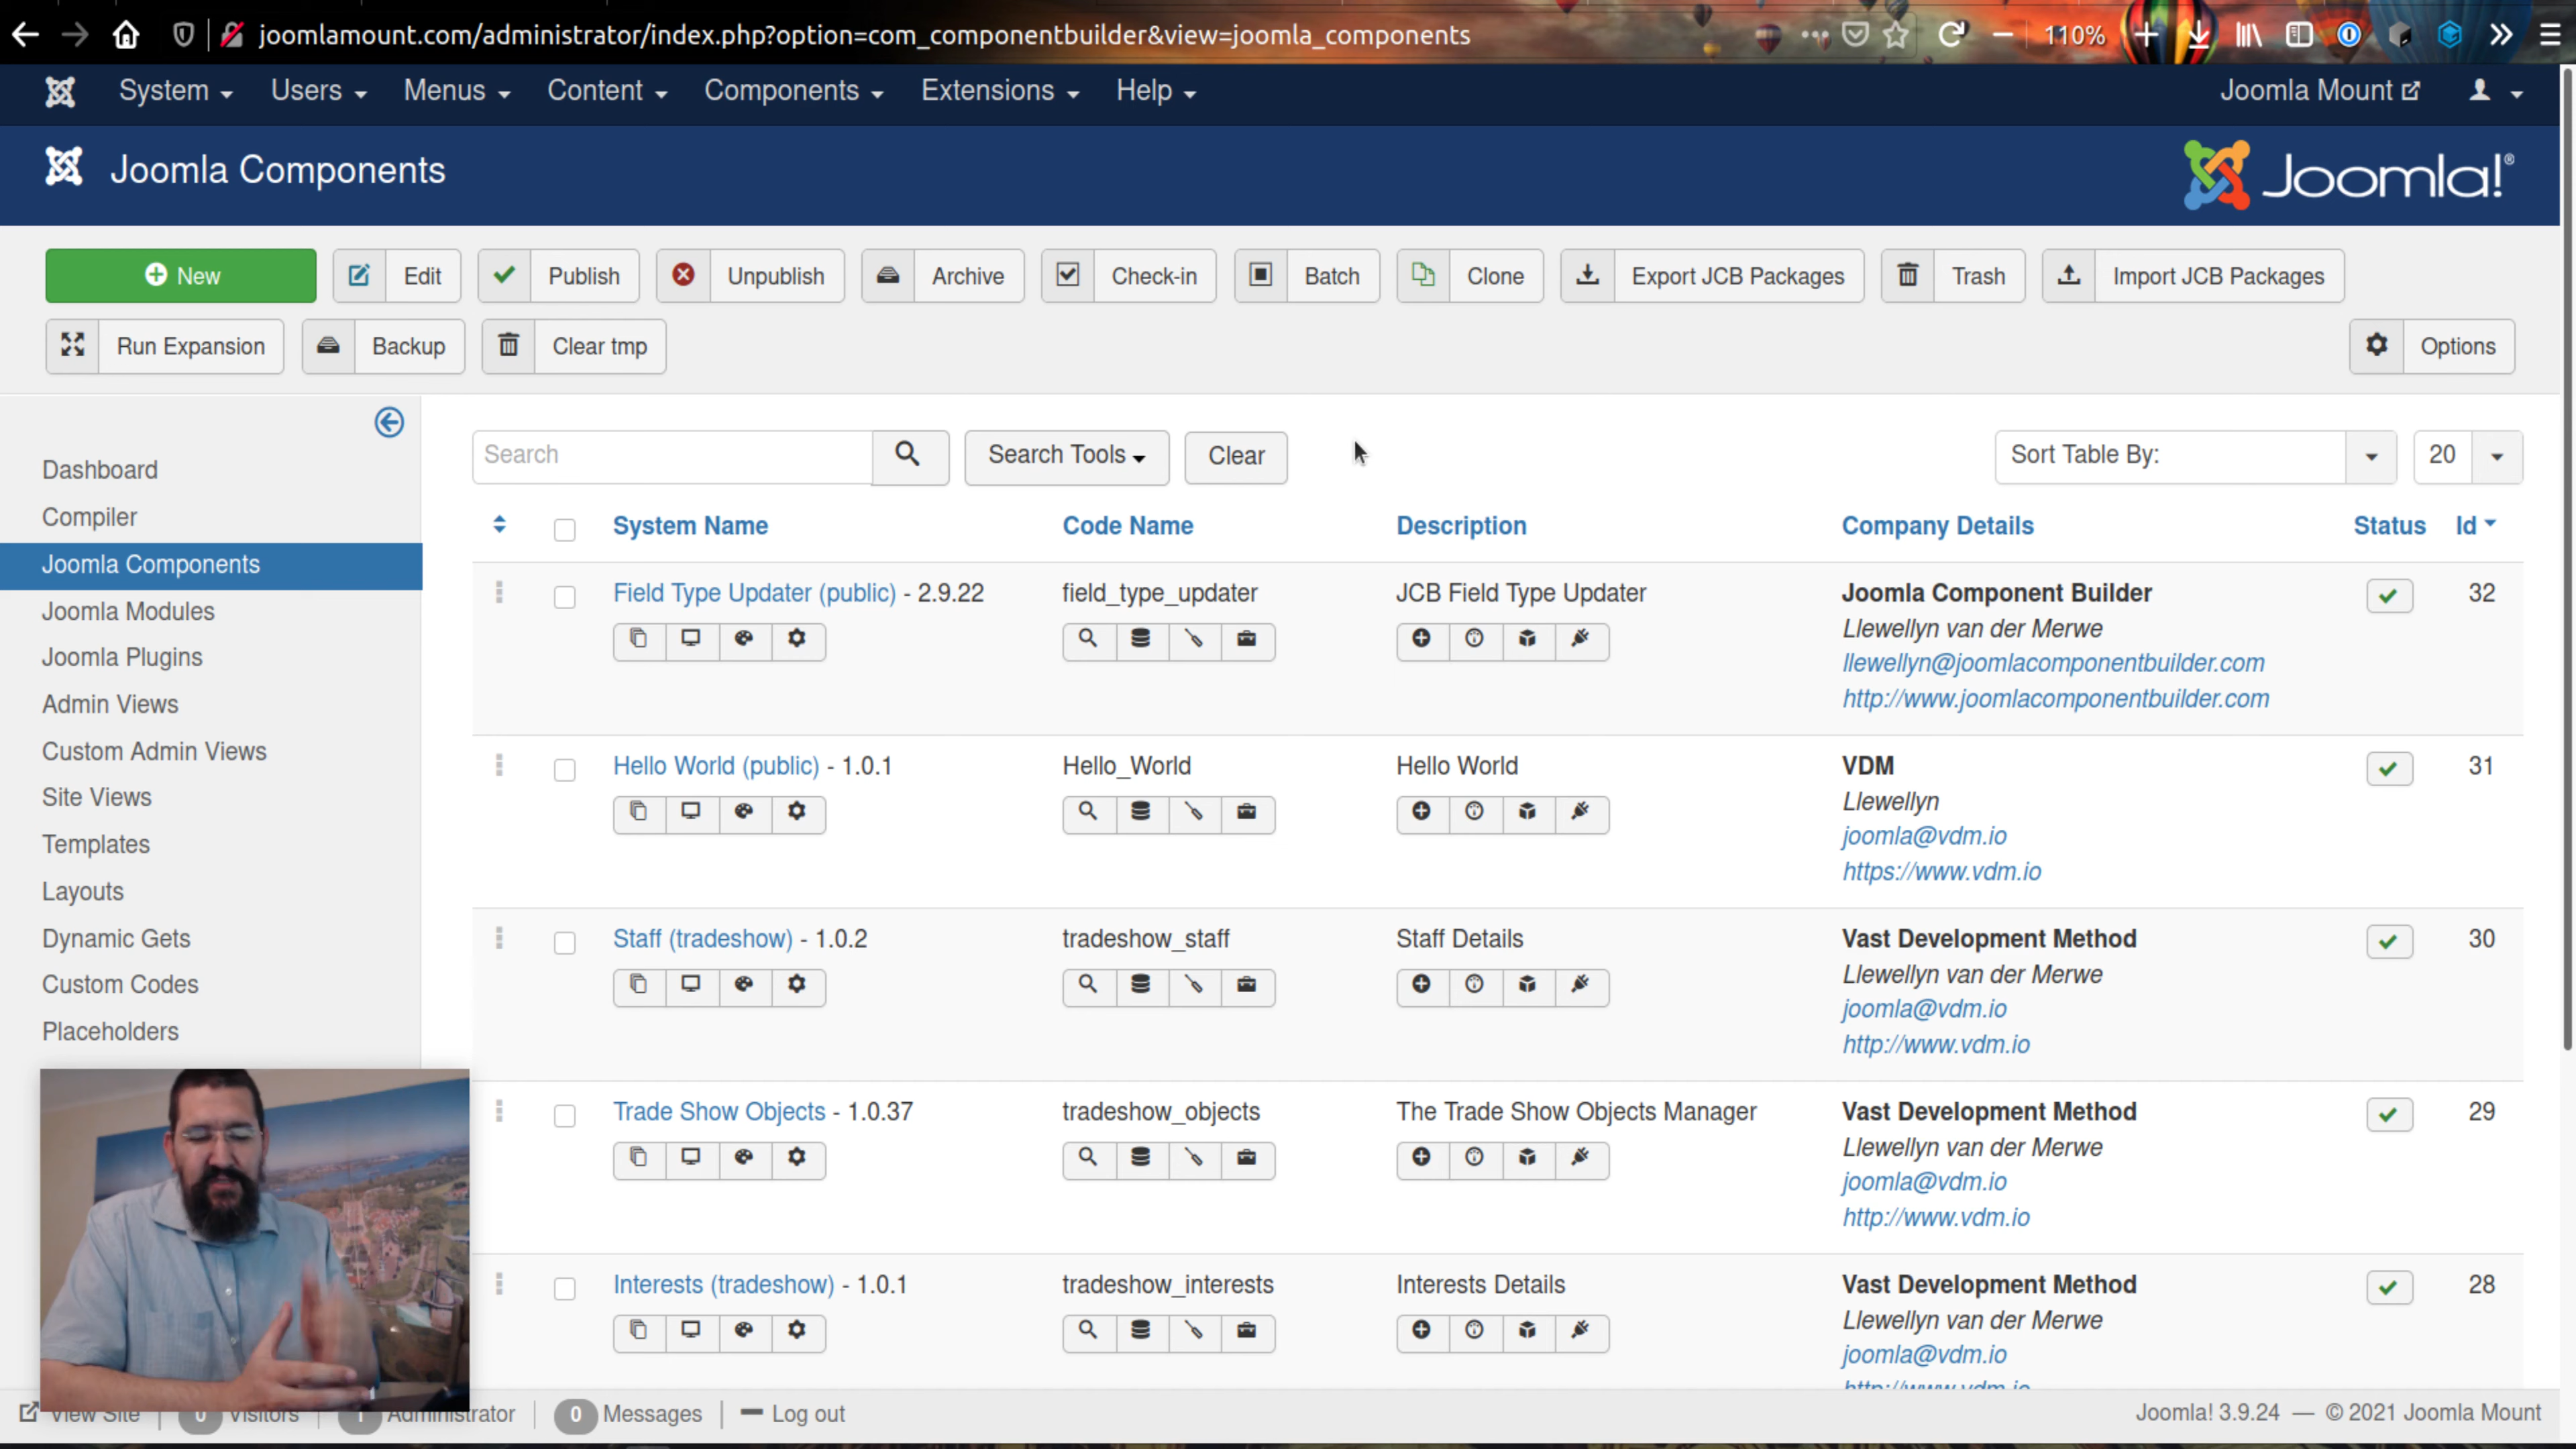 joomlamount.com/administrator/index.php?option=com_componentbuilder&view=joomla_components 110%
System Users Menus Content Components Extensions Help Joomla Mount
Joomla Components Joomla!®
New Edit Publish Unpublish Archive Check-in Batch Clone Export JCB Packages Trash Import JCB Packages
Run Expansion Backup Clear tmp Options
Dashboard
Compiler
Joomla Components
Joomla Modules
Joomla Plugins
Admin Views
Custom Admin Views
Site Views
Templates
Layouts
Dynamic Gets
Custom Codes
Placeholders
Search Search Tools Clear Sort Table By: 20
System Name Code Name Description Company Details Status Id
Field Type Updater (public) - 2.9.22 field_type_updater JCB Field Type Updater Joomla Component Builder 32
Llewellyn van der Merwe
llewellyn@joomlacomponentbuilder.com
http://www.joomlacomponentbuilder.com
Hello World (public) - 1.0.1 Hello_World Hello World VDM 31
Llewellyn
joomla@vdm.io
https://www.vdm.io
Staff (tradeshow) - 1.0.2 tradeshow_staff Staff Details Vast Development Method 30
Llewellyn van der Merwe
joomla@vdm.io
http://www.vdm.io
Trade Show Objects - 1.0.37 tradeshow_objects The Trade Show Objects Manager Vast Development Method 29
Llewellyn van der Merwe
joomla@vdm.io
http://www.vdm.io
Interests (tradeshow) - 1.0.1 tradeshow_interests Interests Details Vast Development Method 28
Llewellyn van der Merwe
joomla@vdm.io
http://www.vdm.io
View Site 0 Visitors 1 Administrator 0 Messages Log out Joomla! 3.9.24 — © 2021 Joomla Mount